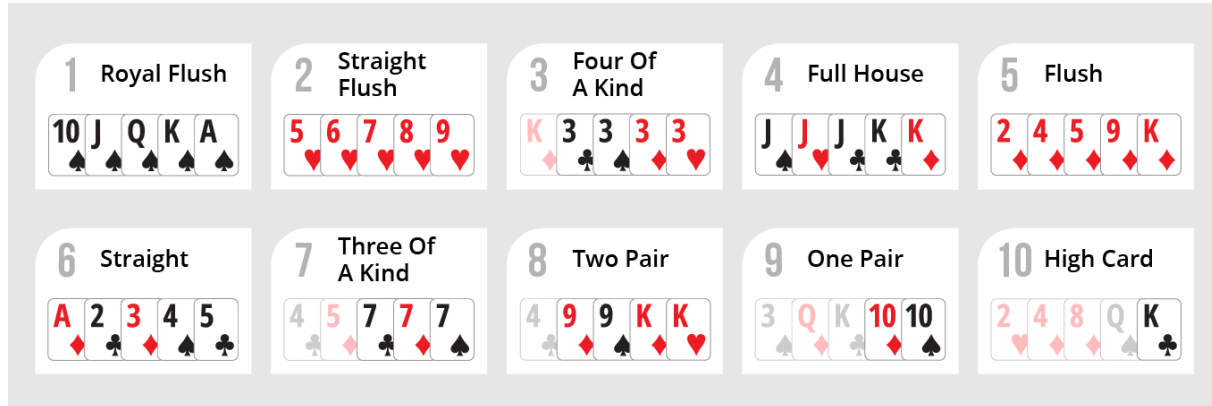 1 Royal Flush
10 J Q K A
2 Straight
Flush
5 6 7 8 9
3 Four Of
A Kind
K 3 3 3 3
4 Full House
J J J K K
5 Flush
2 4 5 9 K
6 Straight
A 2 3 4 5
7 Three Of
A Kind
4 5 7 7 7
8 Two Pair
4 9 9 K K
9 One Pair
3 Q K 10 10
10 High Card
2 4 8 Q K